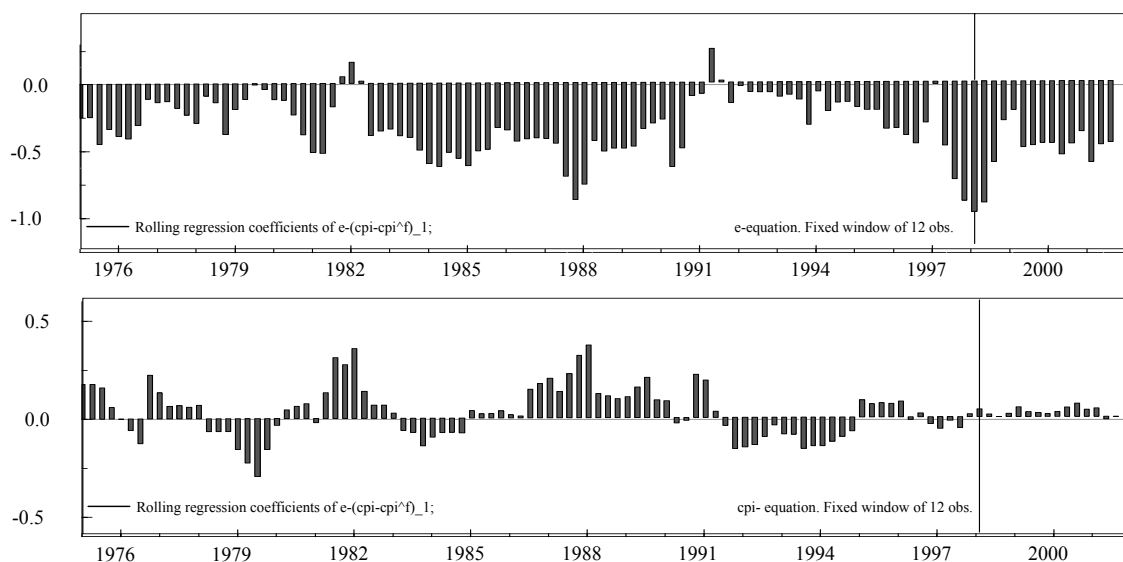 0.0
-0.5
-1.0
Rolling regression coefficients of e-(cpi-cpi^f)_1; e-equation. Fixed window of 12 obs.
1976 1979 1982 1985 1988 1991 1994 1997 2000
0.5
0.0
Rolling regression coefficients of e-(cpi-cpi^f)_1; cpi- equation. Fixed window of 12 obs.
-0.5
1976 1979 1982 1985 1988 1991 1994 1997 2000